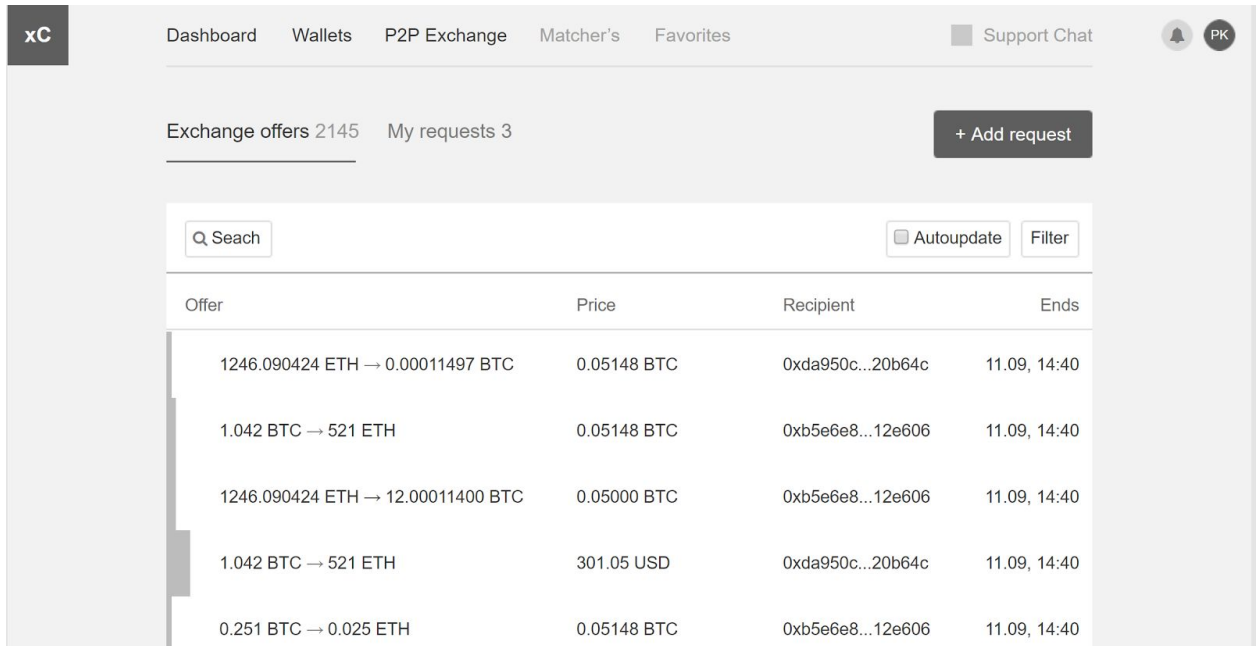 xC Dashboard Wallets P2P Exchange Matcher's Favorites Support Chat PK
Exchange offers 2145 My requests 3 + Add request
Seach Autoupdate Filter
Offer Price Recipient Ends
1246.090424 ETH → 0.00011497 BTC 0.05148 BTC 0xda950c...20b64c 11.09, 14:40
1.042 BTC → 521 ETH 0.05148 BTC 0xb5e6e8...12e606 11.09, 14:40
1246.090424 ETH → 12.00011400 BTC 0.05000 BTC 0xb5e6e8...12e606 11.09, 14:40
1.042 BTC → 521 ETH 301.05 USD 0xda950c...20b64c 11.09, 14:40
0.251 BTC → 0.025 ETH 0.05148 BTC 0xb5e6e8...12e606 11.09, 14:40